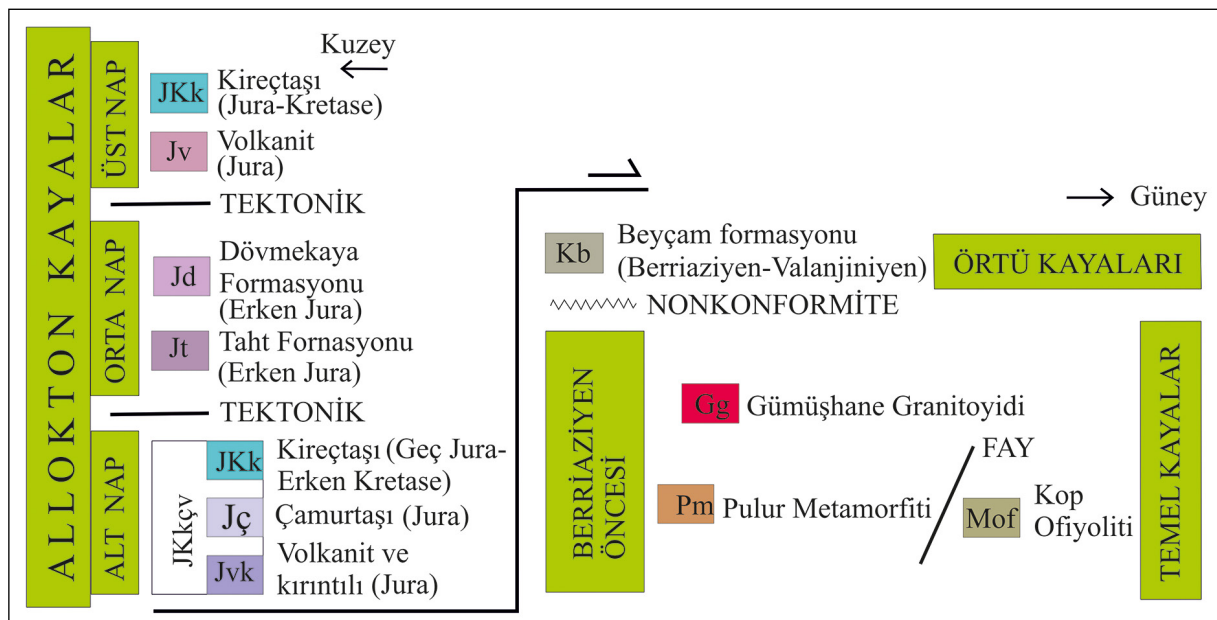 ALLOKTON KAYALAR
ÜST NAP
Kuzey
JKk
Kireçtaşı
(Jura-Kretase)
Jv
Volkanit
(Jura)
TEKTONİK
ORTA NAP
Jd
Dövmekaya
Formasyonu
(Erken Jura)
Jt
Taht Fornasyonu
(Erken Jura)
TEKTONİK
ALT NAP
JKkçv
JKk
Kireçtaşı (Geç Jura-
Erken Kretase)
Jç
Çamurtaşı (Jura)
Jvk
Volkanit ve
kırıntılı (Jura)
Güney
Kb
Beyçam formasyonu
(Berriaziyen-Valanjiniyen)
ÖRTÜ KAYALARI
NONKONFORMİTE
BERRIAZİYEN
ÖNCESİ
Gg
Gümüşhane Granitoyidi
FAY
Pm
Pulur Metamorfiti
Mof
Kop
Ofiyoliti
TEMEL KAYALAR